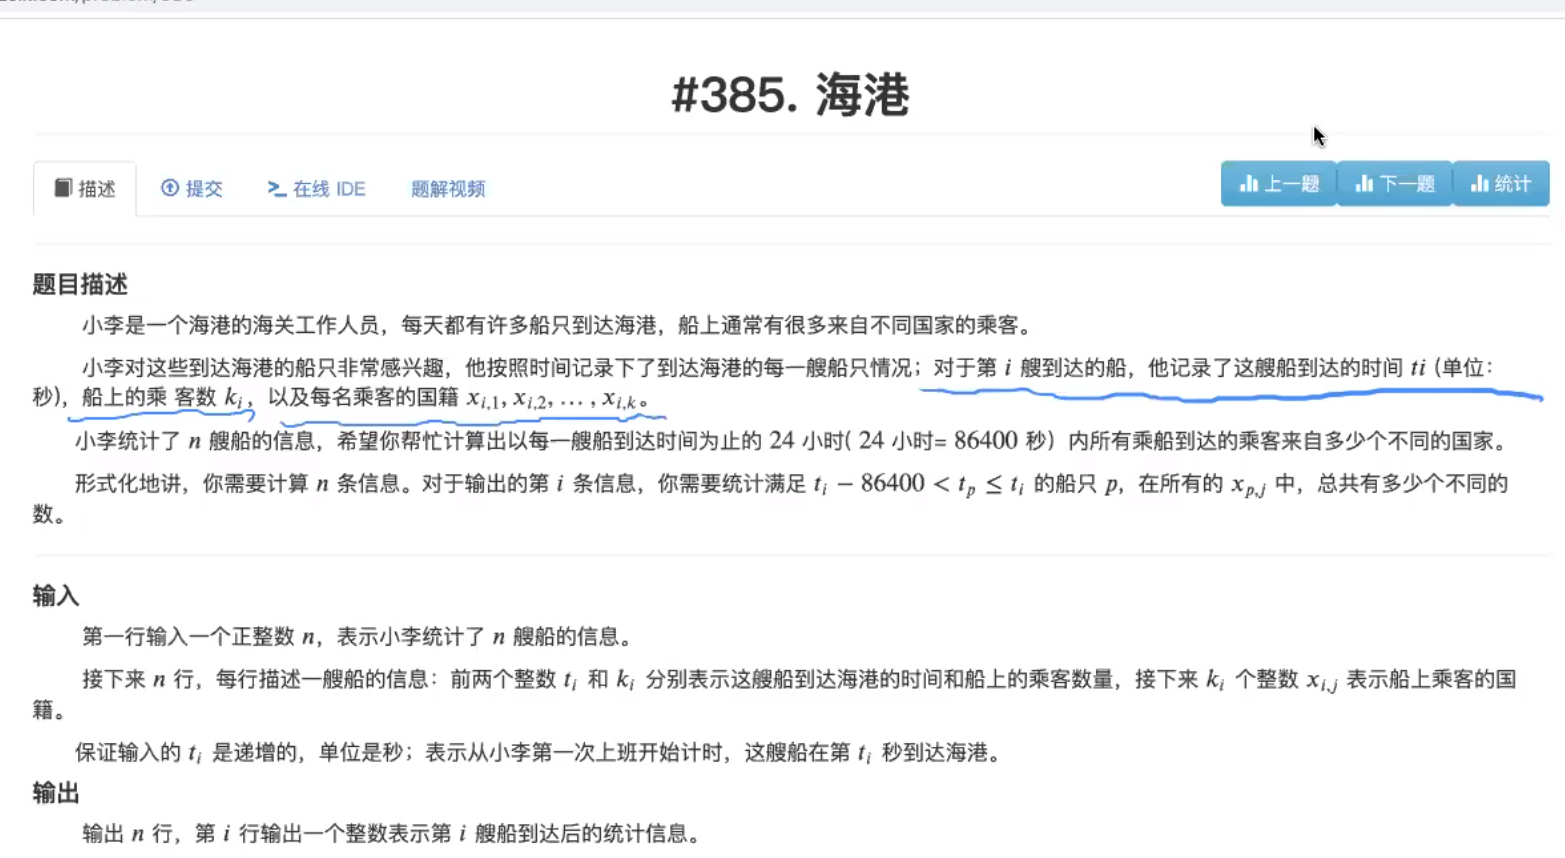 #385. 海港
描述 提交 在线 IDE 题解视频 上一题 下一题 统计
题目描述
小李是一个海港的海关工作人员，每天都有许多船只到达海港，船上通常有很多来自不同国家的乘客。
小李对这些到达海港的船只非常感兴趣，他按照时间记录下了到达海港的每一艘船只情况；对于第 i 艘到达的船，他记录了这艘船到达的时间 ti (单位：
秒)，船上的乘 客数 k_i，以及每名乘客的国籍 x_{i,1}, x_{i,2}, … , x_{i,k}。
小李统计了 n 艘船的信息，希望你帮忙计算出以每一艘船到达时间为止的 24 小时( 24 小时= 86400 秒）内所有乘船到达的乘客来自多少个不同的国家。
形式化地讲，你需要计算 n 条信息。对于输出的第 i 条信息，你需要统计满足 t_i − 86400 < t_p ≤ t_i 的船只 p，在所有的 x_{p,j} 中，总共有多少个不同的
数。
输入
第一行输入一个正整数 n，表示小李统计了 n 艘船的信息。
接下来 n 行，每行描述一艘船的信息：前两个整数 t_i 和 k_i 分别表示这艘船到达海港的时间和船上的乘客数量，接下来 k_i 个整数 x_{i,j} 表示船上乘客的国
籍。
保证输入的 t_i 是递增的，单位是秒；表示从小李第一次上班开始计时，这艘船在第 t_i 秒到达海港。
输出
输出 n 行，第 i 行输出一个整数表示第 i 艘船到达后的统计信息。